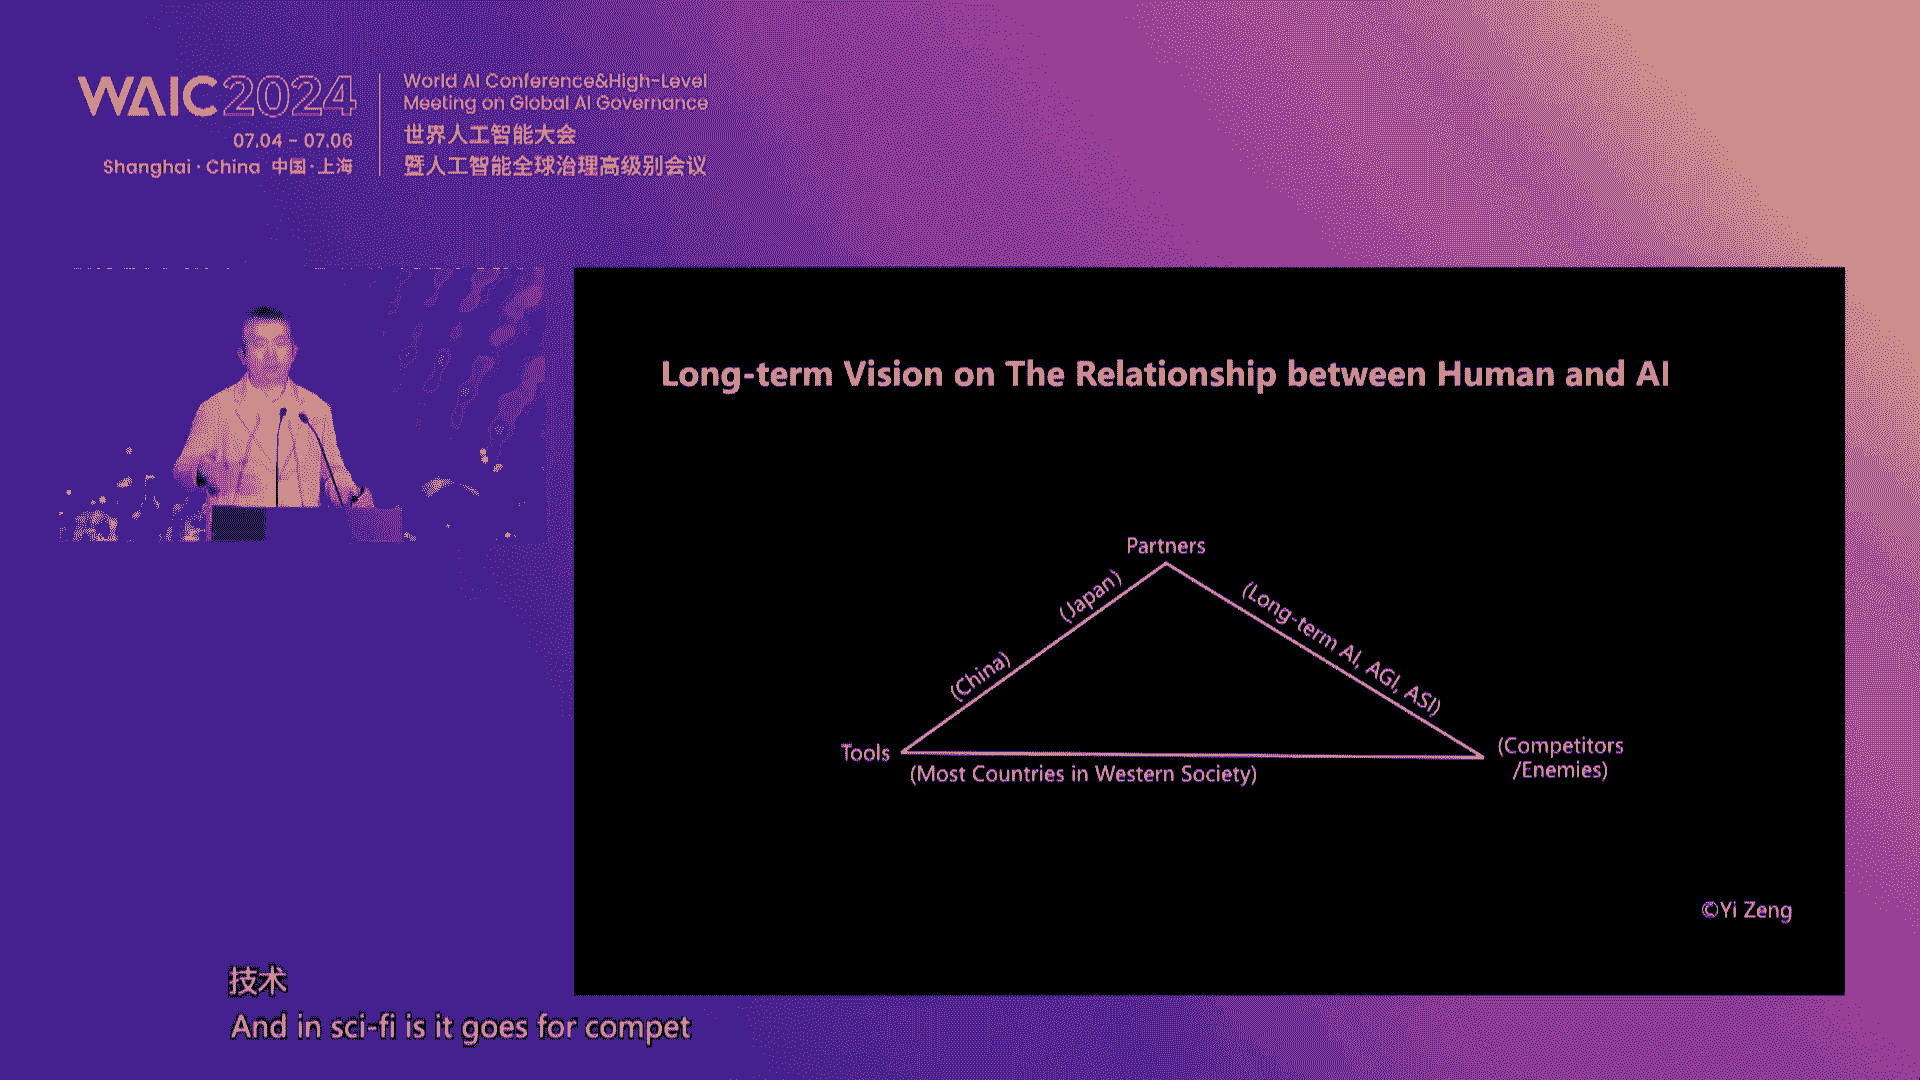 WAIC 2024
07.04 - 07.06
Shanghai · China 中国·上海
World AI Conference&High-Level
Meeting on Global AI Governance
世界人工智能大会
暨人工智能全球治理高级别会议
Long-term Vision on The Relationship between Human and AI
Partners
(Japan)
(China)
(Long-term AI, AGI, ASI)
Tools
(Most Countries in Western Society)
(Competitors
/Enemies)
©Yi Zeng
技术
And in sci-fi is it goes for compet